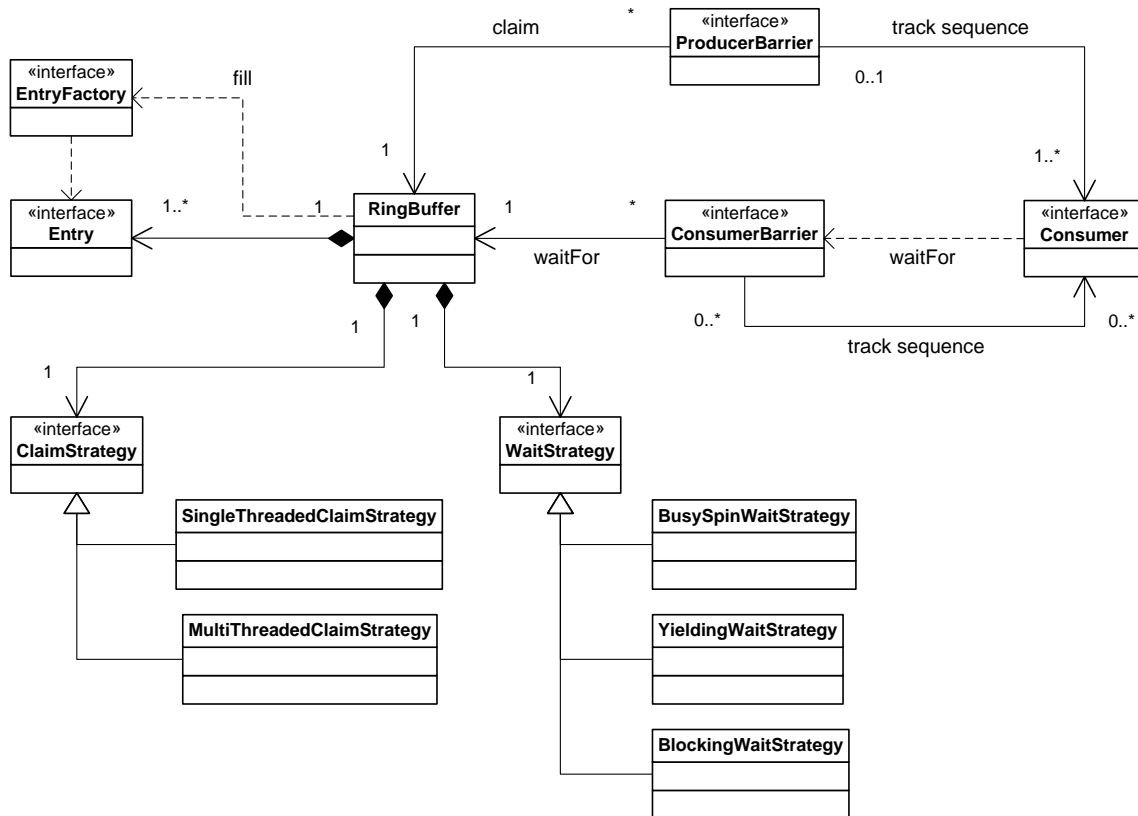 claim
*
«interface»
ProducerBarrier
track sequence
0..1
«interface»
EntryFactory
fill
1
1..*
«interface»
Entry
1..*
1
RingBuffer
1
*
waitFor
«interface»
ConsumerBarrier
waitFor
«interface»
Consumer
0..*
0..*
track sequence
1
1
1
1
«interface»
ClaimStrategy
«interface»
WaitStrategy
SingleThreadedClaimStrategy
BusySpinWaitStrategy
MultiThreadedClaimStrategy
YieldingWaitStrategy
BlockingWaitStrategy